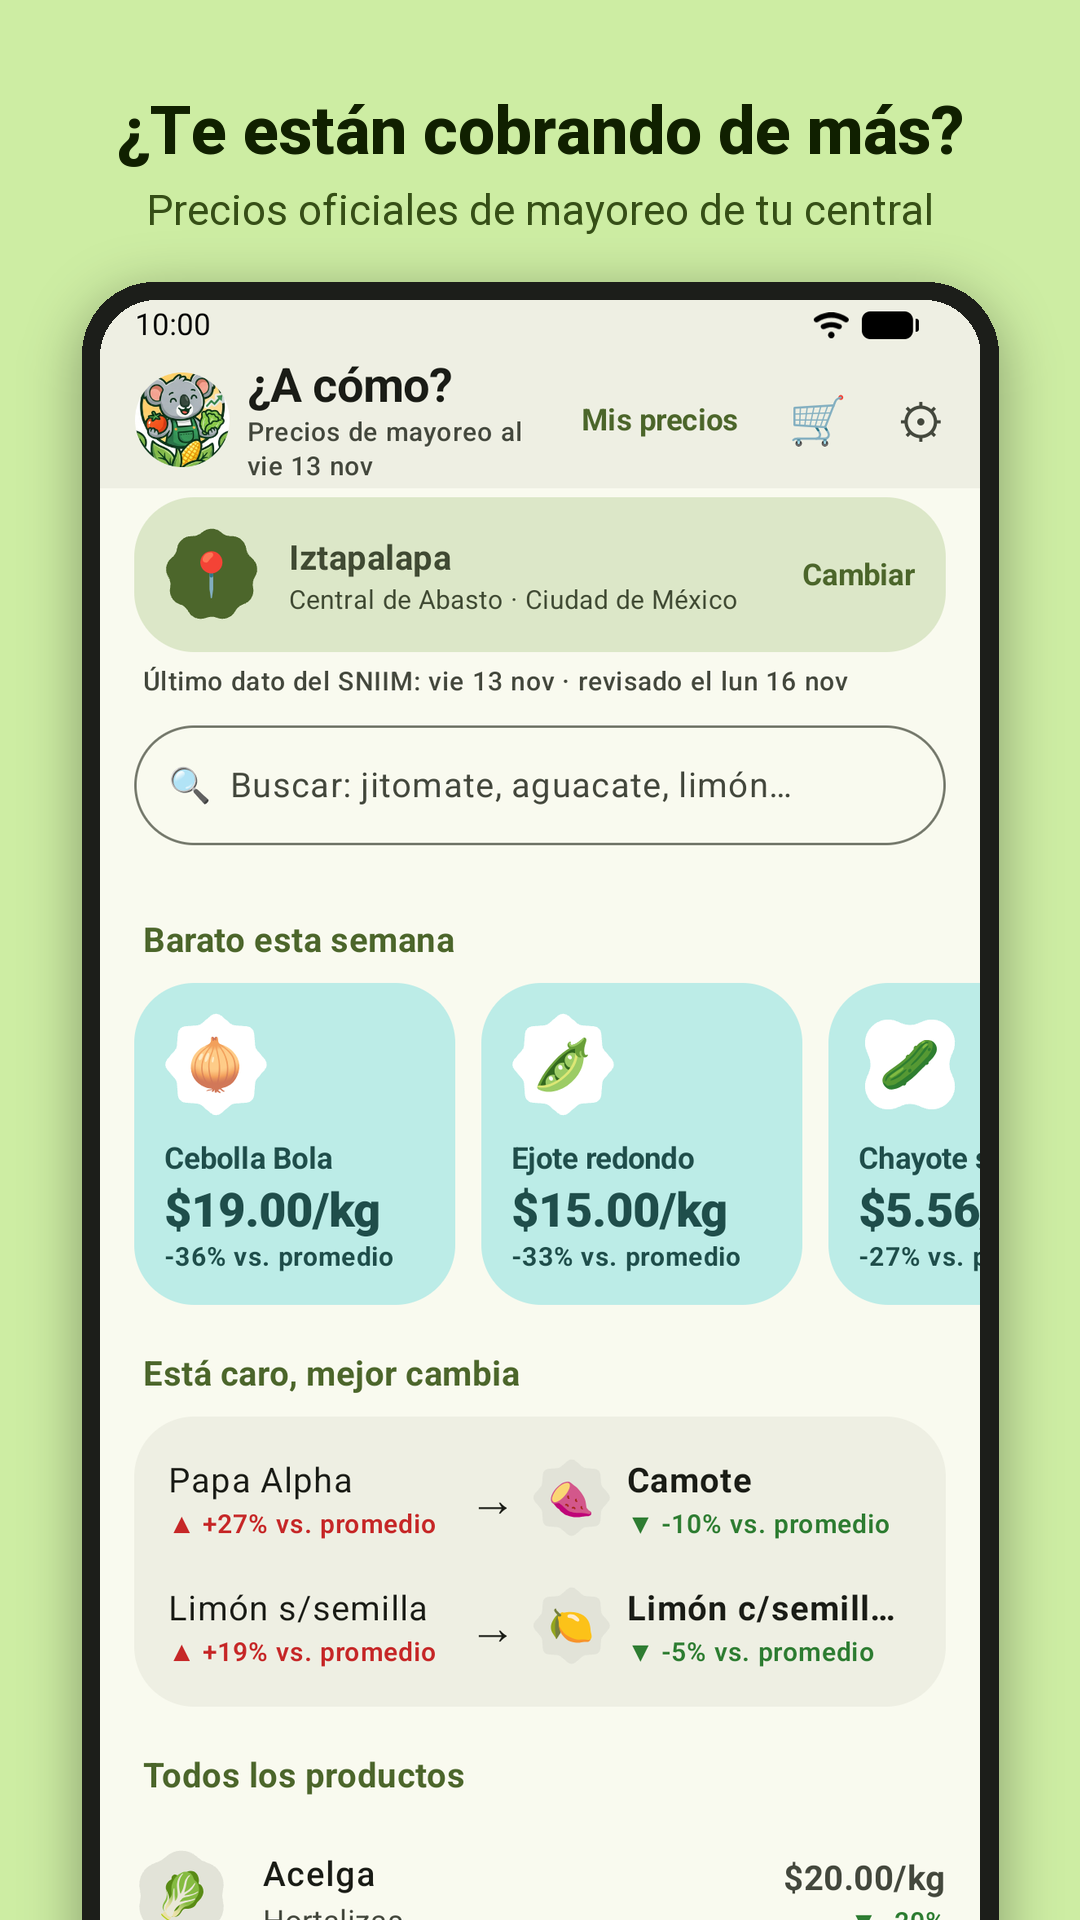 ¿Te están cobrando de más?
Precios oficiales de mayoreo de tu central
10:00
¿A cómo?
Precios de mayoreo al
vie 13 nov
Mis precios
Iztapalapa
Central de Abasto · Ciudad de México
Cambiar
Último dato del SNIIM: vie 13 nov · revisado el lun 16 nov
Buscar: jitomate, aguacate, limón…
Barato esta semana
Cebolla Bola
$19.00/kg
-36% vs. promedio
Ejote redondo
$15.00/kg
-33% vs. promedio
Chayote
$5.56
-27% vs.
Está caro, mejor cambia
Papa Alpha
▲ +27% vs. promedio
→
Camote
▼ -10% vs. promedio
Limón s/semilla
▲ +19% vs. promedio
→
Limón c/semill…
▼ -5% vs. promedio
Todos los productos
Acelga
$20.00/kg